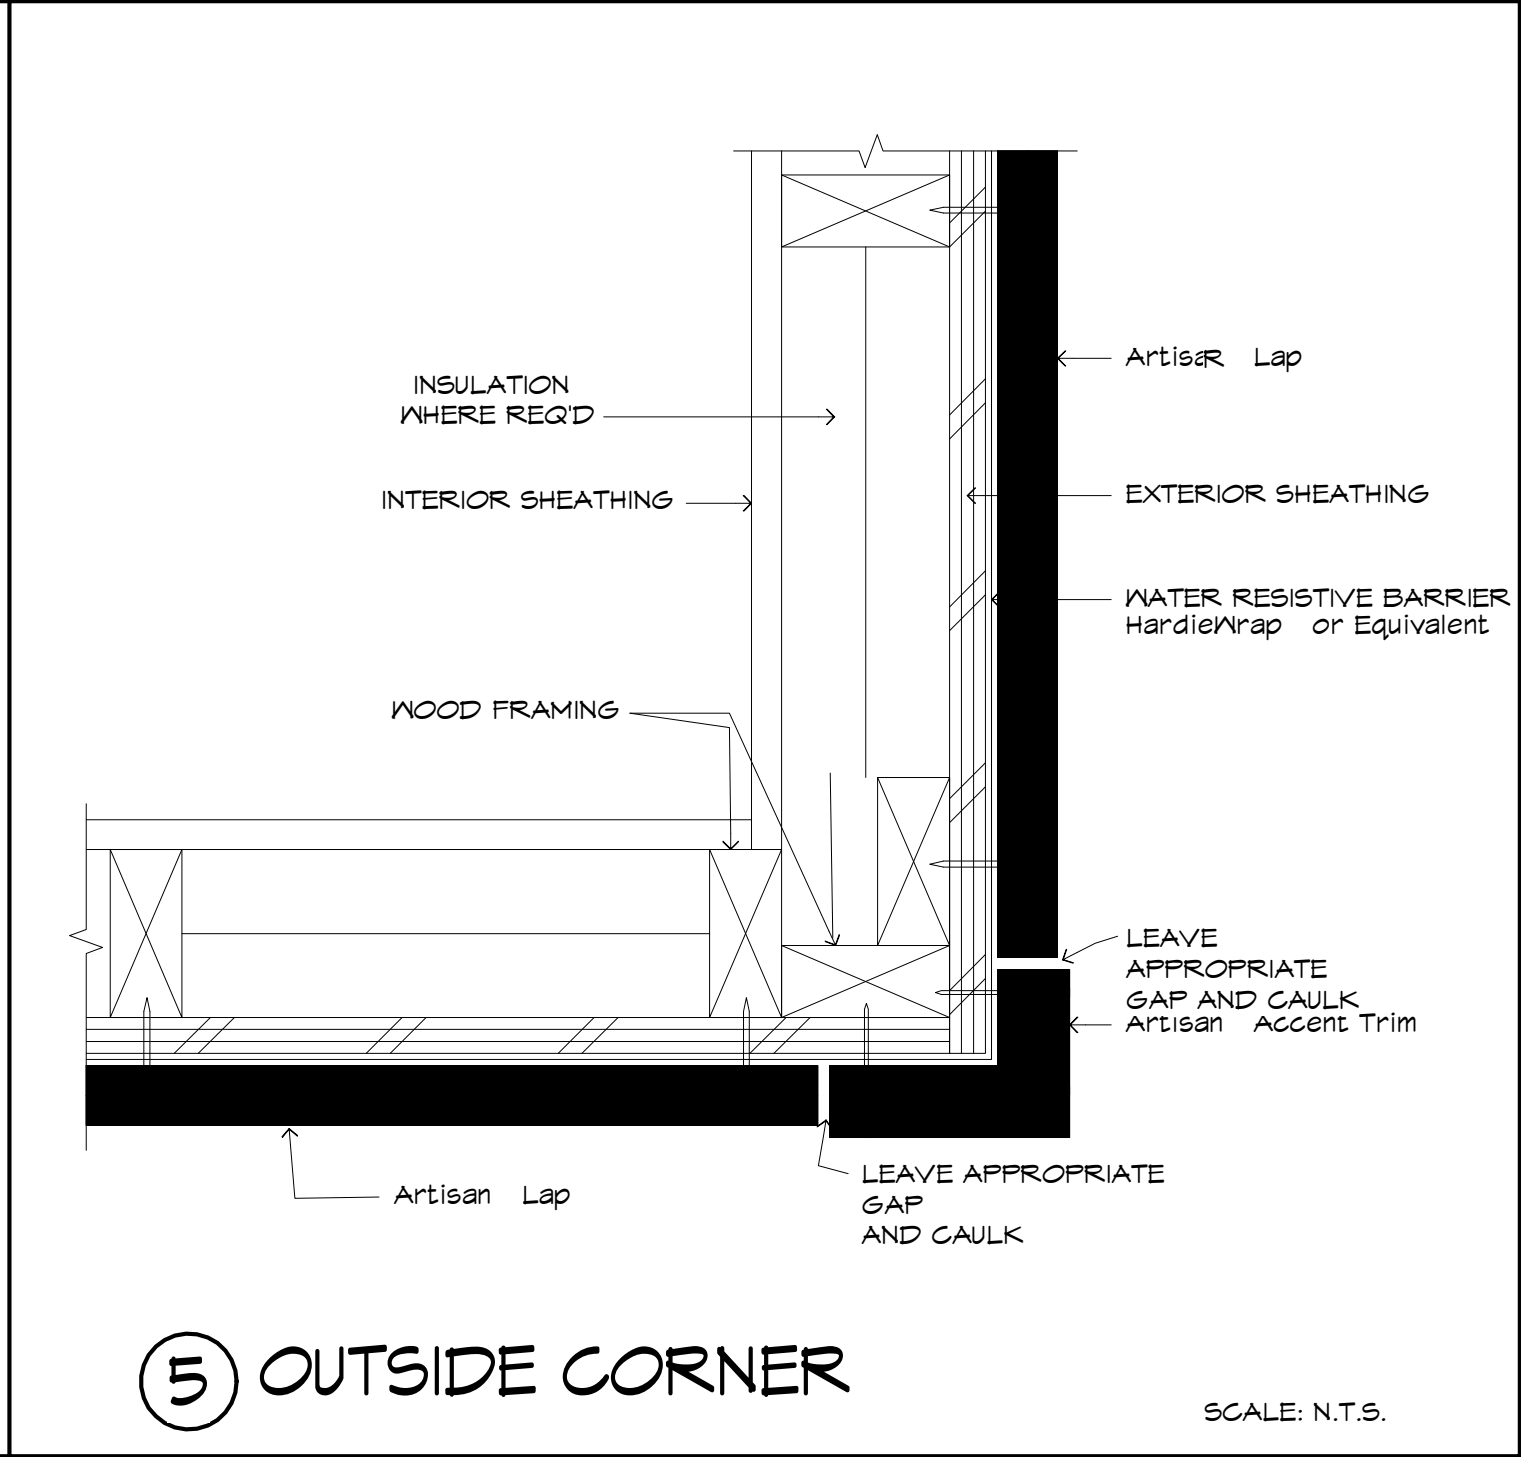 INSULATION
WHERE REQ'D
INTERIOR SHEATHING
WOOD FRAMING
ArtisaR Lap
EXTERIOR SHEATHING
WATER RESISTIVE BARRIER
HardieWrap or Equivalent
LEAVE
APPROPRIATE
GAP AND CAULK
Artisan Accent Trim
Artisan Lap
LEAVE APPROPRIATE
GAP
AND CAULK
5 OUTSIDE CORNER
SCALE: N.T.S.